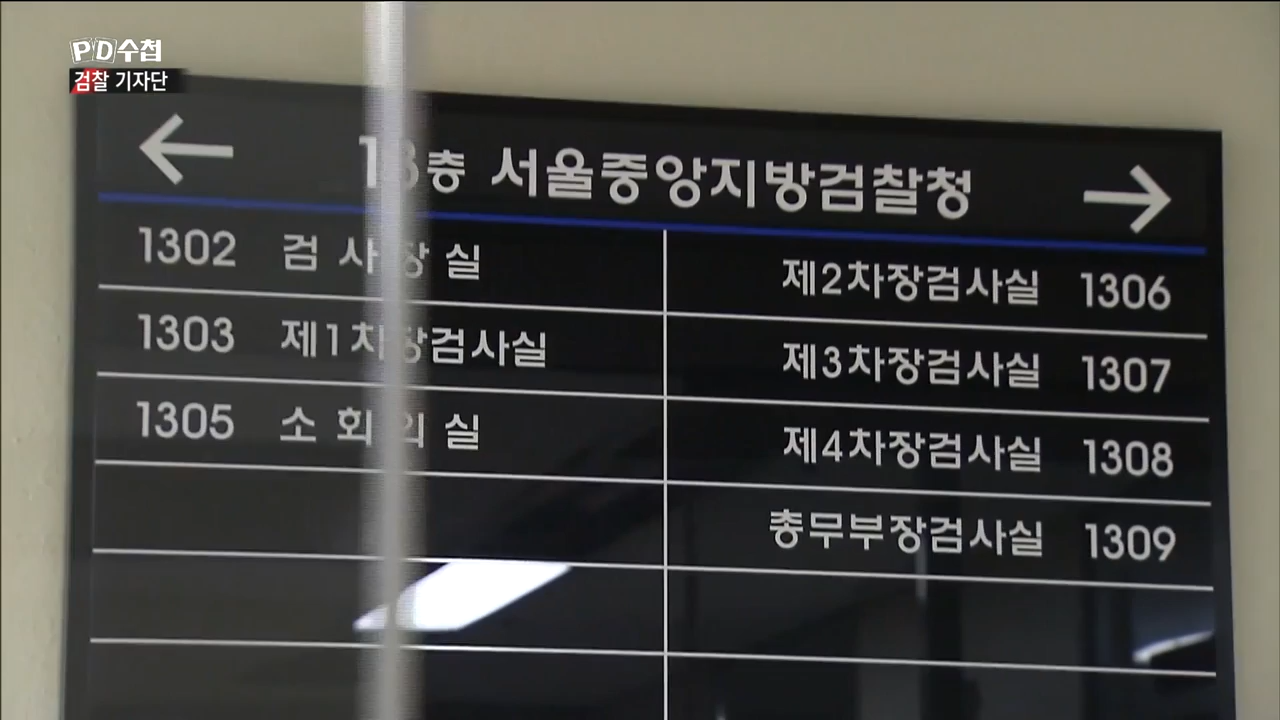 PD수첩
검찰 기자단
← 13층 서울중앙지방검찰청 →
1302 검 사 장 실
1303 제1차장검사실
1305 소 회 의 실
제2차장검사실 1306
제3차장검사실 1307
제4차장검사실 1308
총무부장검사실 1309